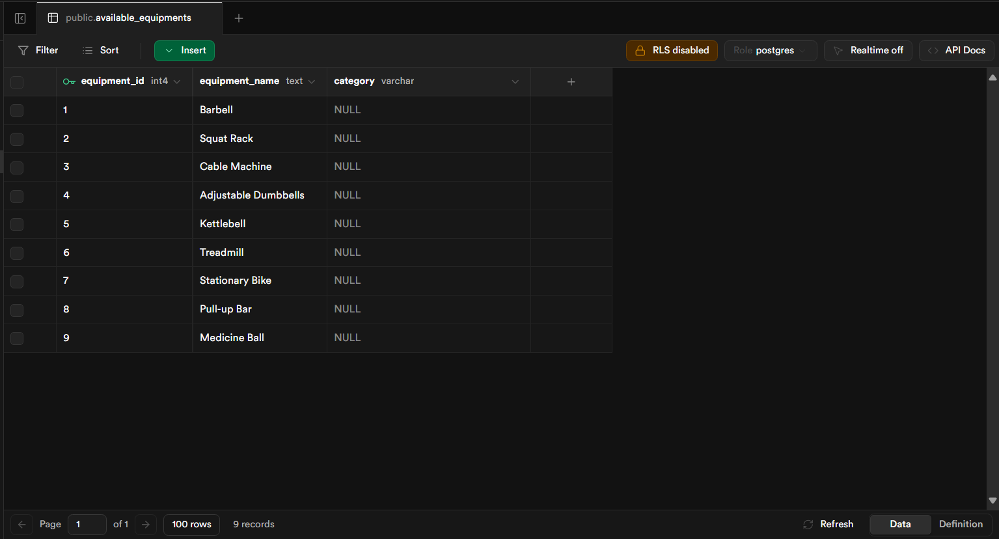 public.available_equipments
Filter Sort Insert RLS disabled Role postgres Realtime off API Docs
equipment_id int4 equipment_name text category varchar
1 Barbell NULL
2 Squat Rack NULL
3 Cable Machine NULL
4 Adjustable Dumbbells NULL
5 Kettlebell NULL
6 Treadmill NULL
7 Stationary Bike NULL
8 Pull-up Bar NULL
9 Medicine Ball NULL
Page 1 of 1 100 rows 9 records Refresh Data Definition